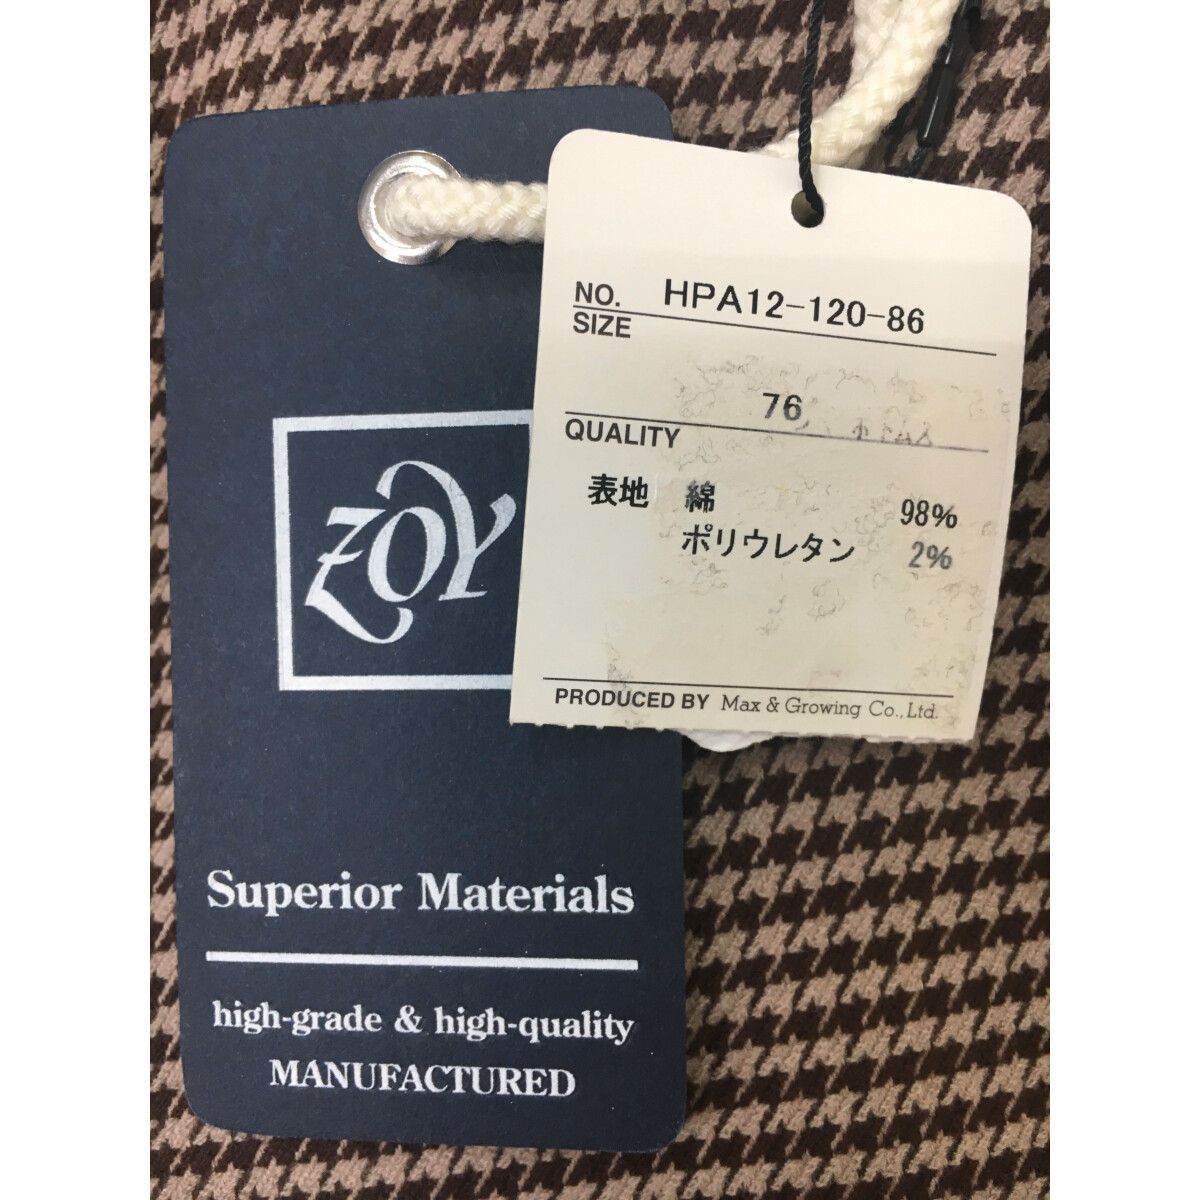 ZOY
Superior Materials
high-grade & high-quality
MANUFACTURED
NO. HPA12-120-86
SIZE
76
QUALITY
表地 綿 98%
ポリウレタン 2%
PRODUCED BY Max & Growing Co.,Ltd.